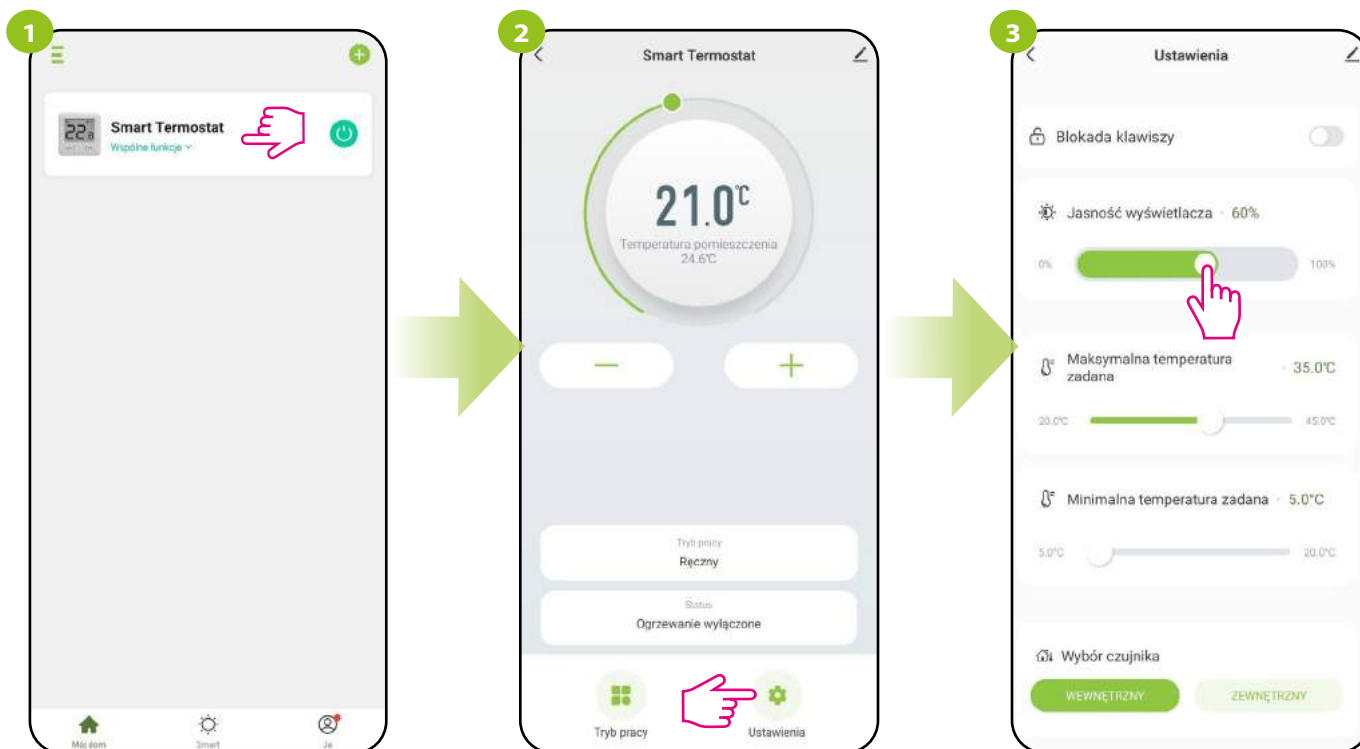 1
Smart Termostat
Wspólne funkcje
Mój dom
Smart
Ja
2
Smart Termostat
21.0°C
Temperatura pomieszczenia
24.6°C
Tryb pracy
Ręczny
Status
Ogrzewanie wyłączone
Tryb pracy
Ustawienia
3
Ustawienia
Blokada klawiszy
Jasność wyświetlacza · 60%
0%
100%
Maksymalna temperatura
zadana
· 35.0°C
20.0°C
45.0°C
Minimalna temperatura zadana · 5.0°C
5.0°C
20.0°C
Wybór czujnika
WEWNĘTRZNY
ZEWNĘTRZNY